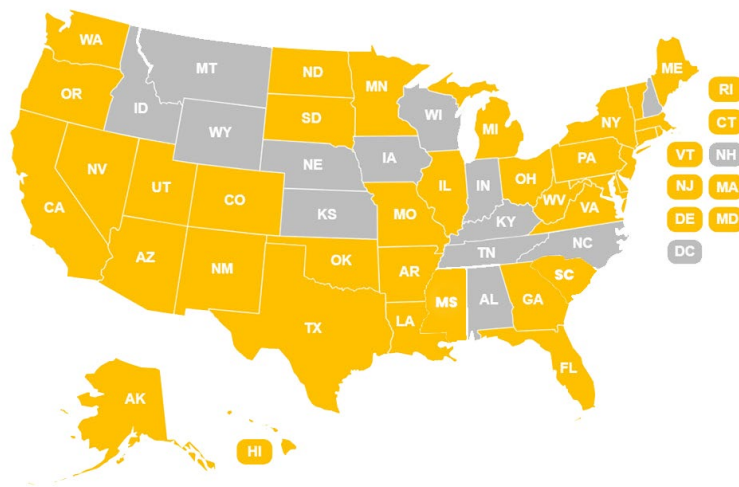 WA
MT
ND
MN
ME
OR
ID
WY
SD
WI
MI
NY
RI
CT
NV
UT
CO
NE
IA
IL
IN
OH
PA
VT
NH
CA
KS
MO
KY
WV
VA
NJ
MA
AZ
NM
OK
AR
TN
NC
DE
MD
DC
TX
LA
MS
AL
GA
SC
FL
AK
HI